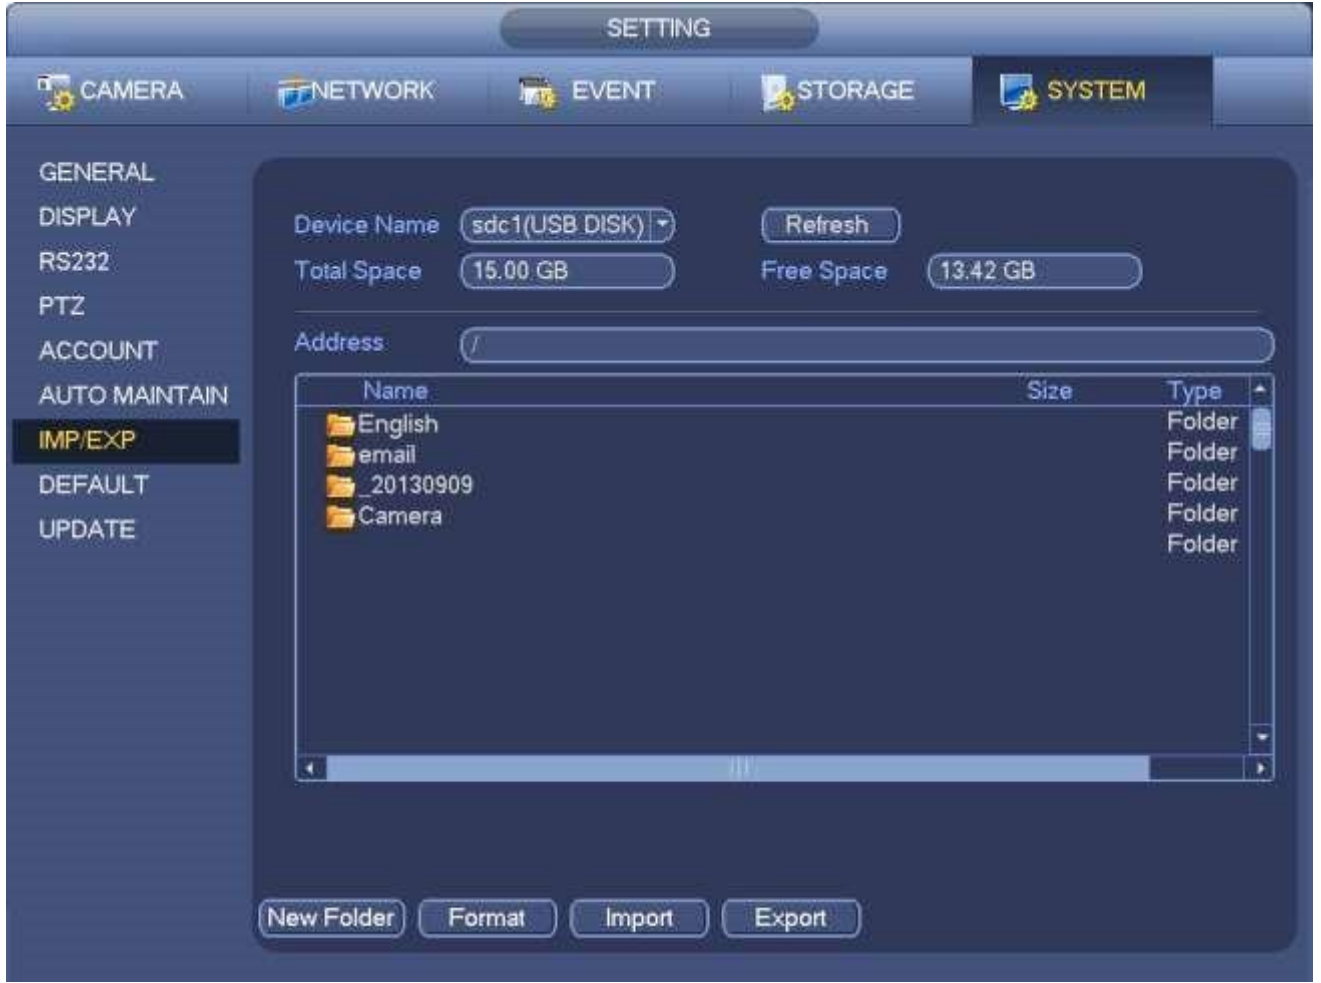 SETTING
CAMERA NETWORK EVENT STORAGE SYSTEM
GENERAL
DISPLAY
RS232
PTZ
ACCOUNT
AUTO MAINTAIN
IMP/EXP
DEFAULT
UPDATE
Device Name sdc1(USB DISK) Refresh
Total Space 15.00 GB Free Space 13.42 GB
Address /
Name Size Type
English Folder
email Folder
_20130909 Folder
Camera Folder
Folder
New Folder Format Import Export